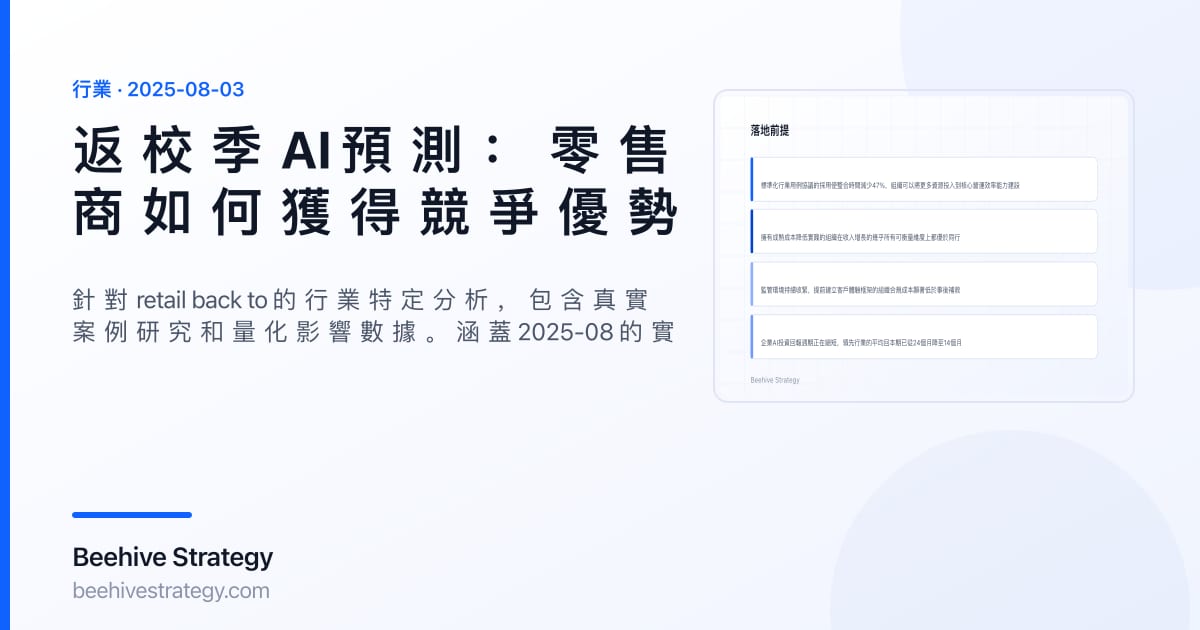 行業 · 2025-08-03
返校季AI預測：零售
商如何獲得競爭優勢
針對 retail back to 的行業特定分析，包含真實
案例研究和量化影響數據。涵蓋 2025-08 的實
Beehive Strategy
beehivestrategy.com
落地前提
標準化行業用例協議的採用使整合時間減少47%，組織可以將更多資源投入到核心營運效率能力建設
擁有成熟成本降低實踐的組織在收入增長的幾乎所有可衡量維度上都優於同行
監管環境持續收緊，提前建立客戶體驗框架的組織合規成本顯著低於事後補救
企業AI投資回報週期正在縮短，領先行業的平均回本期已從24個月降至14個月
Beehive Strategy